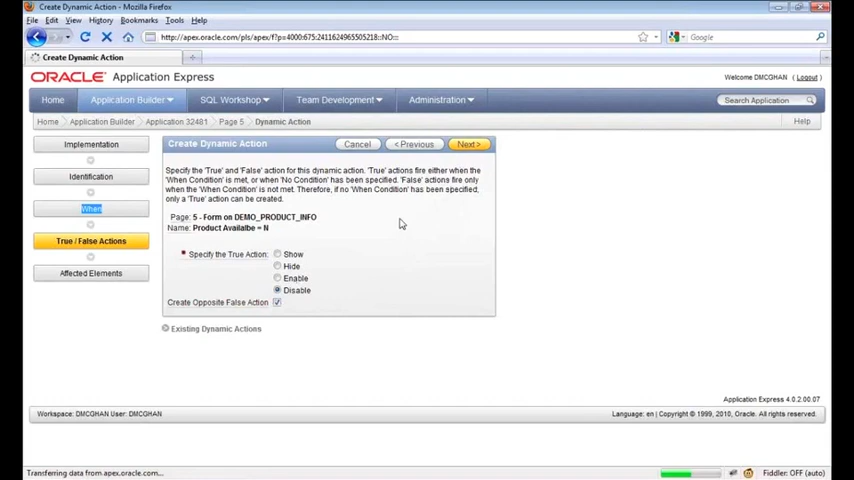 Create Dynamic Action - Mozilla Firefox
File Edit View History Bookmarks Tools Help
http://apex.oracle.com/pls/apex/f?p=4000:675:2411624965505218::NO:::
Google
Create Dynamic Action
ORACLE Application Express
Welcome DMCGHAN (Logout)
Home Application Builder SQL Workshop Team Development Administration Search Application
Home Application Builder Application 32481 Page 5 Dynamic Action Help
Implementation
Identification
When
True / False Actions
Affected Elements
Create Dynamic Action Cancel < Previous Next >
Specify the 'True' and 'False' action for this dynamic action. 'True' actions fire either when the
'When Condition' is met, or when 'No Condition' has been specified. 'False' actions fire only
when the 'When Condition' is not met. Therefore, if no 'When Condition' has been specified,
only a 'True' action can be created.
Page: 5 - Form on DEMO_PRODUCT_INFO
Name: Product Availalbe = N
* Specify the True Action: Show
Hide
Enable
Disable
Create Opposite False Action
Existing Dynamic Actions
Application Express 4.0.2.00.07
Workspace: DMCGHAN User: DMCGHAN Language: en | Copyright © 1999, 2010, Oracle. All rights reserved.
Transferring data from apex.oracle.com... Fiddler: OFF (auto)